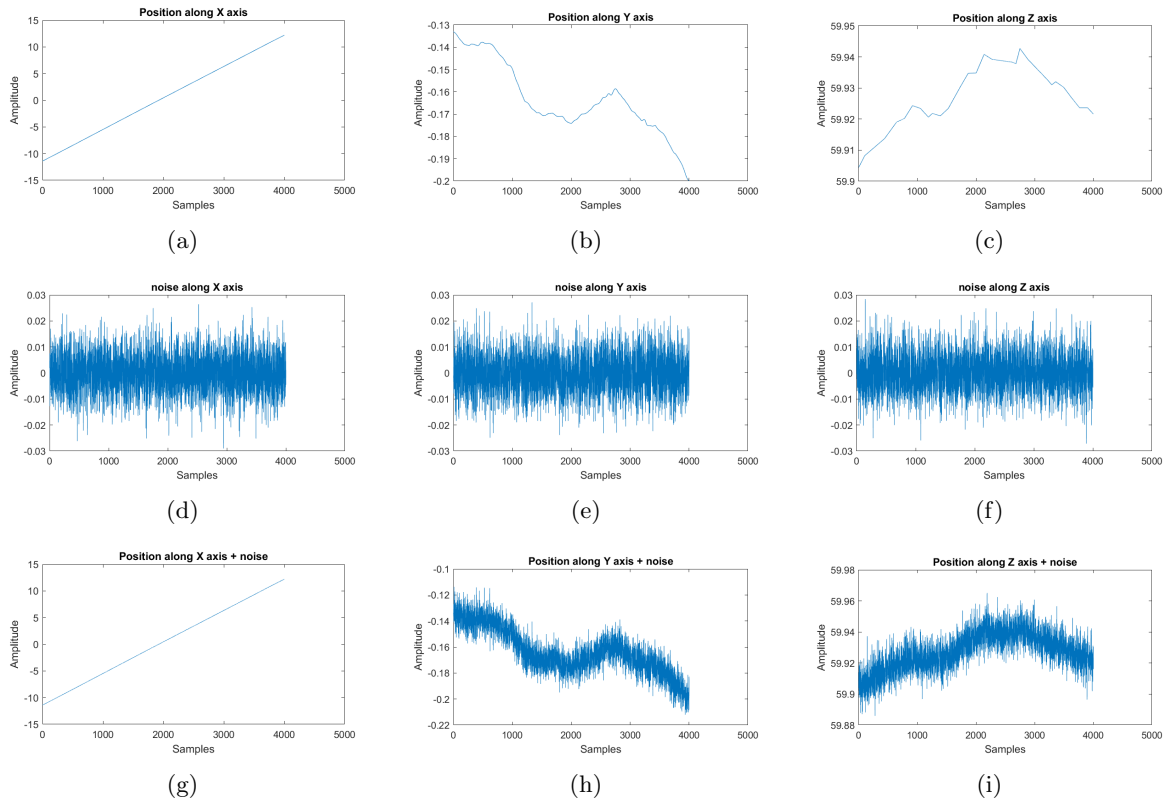 Position along X axis
15
10
5
0
-5
-10
-15
Amplitude
0 1000 2000 3000 4000 5000
Samples
(a)
Position along Y axis
-0.13
-0.14
-0.15
-0.16
-0.17
-0.18
-0.19
-0.2
Amplitude
0 1000 2000 3000 4000 5000
Samples
(b)
Position along Z axis
59.95
59.94
59.93
59.92
59.91
59.9
Amplitude
0 1000 2000 3000 4000 5000
Samples
(c)
noise along X axis
0.03
0.02
0.01
0
-0.01
-0.02
-0.03
Amplitude
0 1000 2000 3000 4000 5000
Samples
(d)
noise along Y axis
0.03
0.02
0.01
0
-0.01
-0.02
-0.03
Amplitude
0 1000 2000 3000 4000 5000
Samples
(e)
noise along Z axis
0.03
0.02
0.01
0
-0.01
-0.02
-0.03
Amplitude
0 1000 2000 3000 4000 5000
Samples
(f)
Position along X axis + noise
15
10
5
0
-5
-10
-15
Amplitude
0 1000 2000 3000 4000 5000
Samples
(g)
Position along Y axis + noise
-0.1
-0.12
-0.14
-0.16
-0.18
-0.2
-0.22
Amplitude
0 1000 2000 3000 4000 5000
Samples
(h)
Position along Z axis + noise
59.98
59.96
59.94
59.92
59.9
59.88
Amplitude
0 1000 2000 3000 4000 5000
Samples
(i)